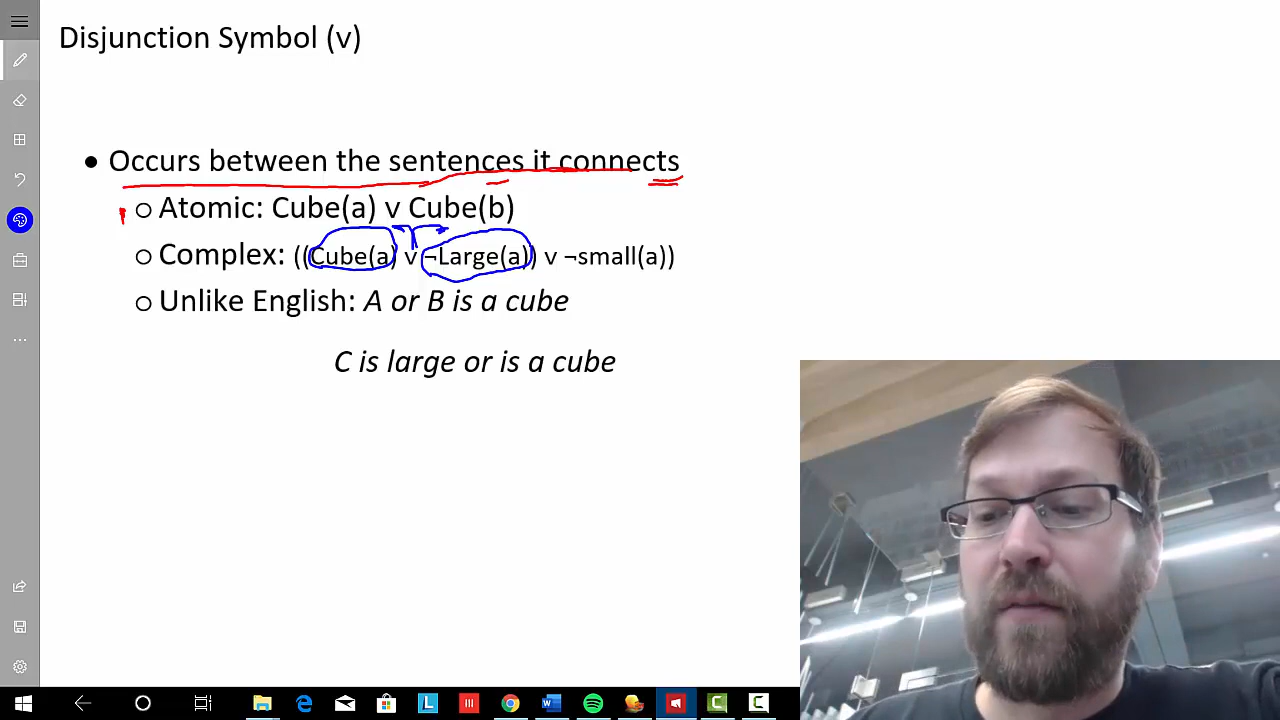 Disjunction Symbol (v)
• Occurs between the sentences it connects
o Atomic: Cube(a) v Cube(b)
o Complex: ((Cube(a) v ¬Large(a)) v ¬small(a))
o Unlike English: A or B is a cube
C is large or is a cube